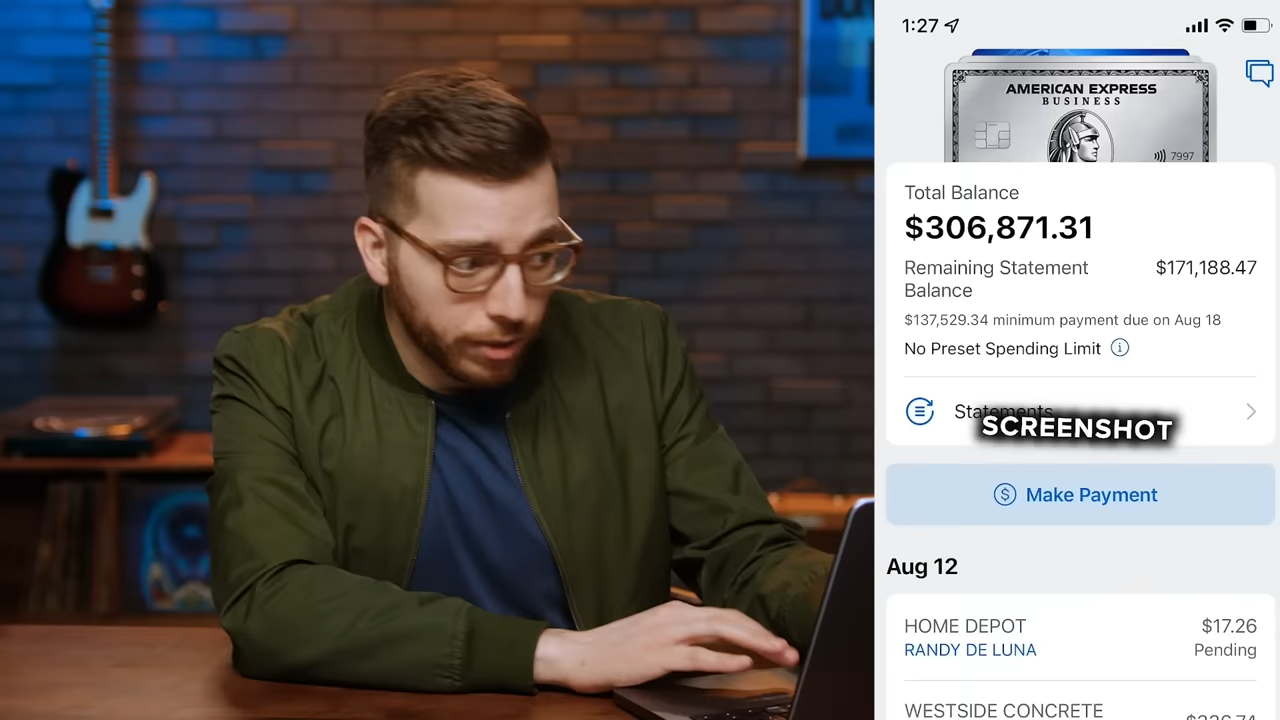 1:27
AMERICAN EXPRESS
BUSINESS
7997
Total Balance
$306,871.31
Remaining Statement Balance
$171,188.47
$137,529.34 minimum payment due on Aug 18
No Preset Spending Limit
Statements
SCREENSHOT
Make Payment
Aug 12
HOME DEPOT
$17.26
RANDY DE LUNA
Pending
WESTSIDE CONCRETE